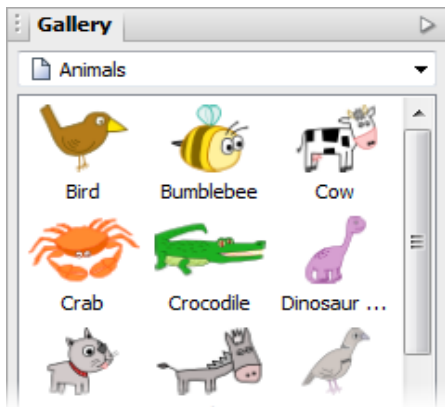 Gallery
Animals
Bird Bumblebee Cow
Crab Crocodile Dinosaur ...